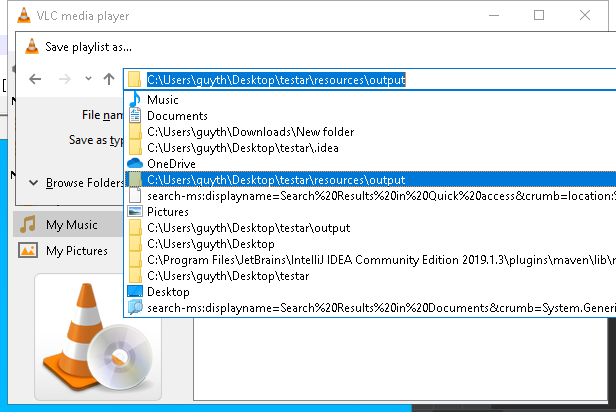 VLC media player
Save playlist as...
C:\Users\guyth\Desktop\testar\resources\output
Music
Documents
File nam
C:\Users\guyth\Downloads\New folder
Save as typ
C:\Users\guyth\Desktop\testar\.idea
OneDrive
Browse Folders
C:\Users\guyth\Desktop\testar\resources\output
search-ms:displayname=Search%20Results%20in%20Quick%20access&crumb=location:
Pictures
My Music
C:\Users\guyth\Desktop\testar\output
C:\Users\guyth\Desktop
My Pictures
C:\Program Files\JetBrains\IntelliJ IDEA Community Edition 2019.1.3\plugins\maven\lib\
C:\Users\guyth\Desktop\testar
Desktop
search-ms:displayname=Search%20Results%20in%20Documents&crumb=System.Generi